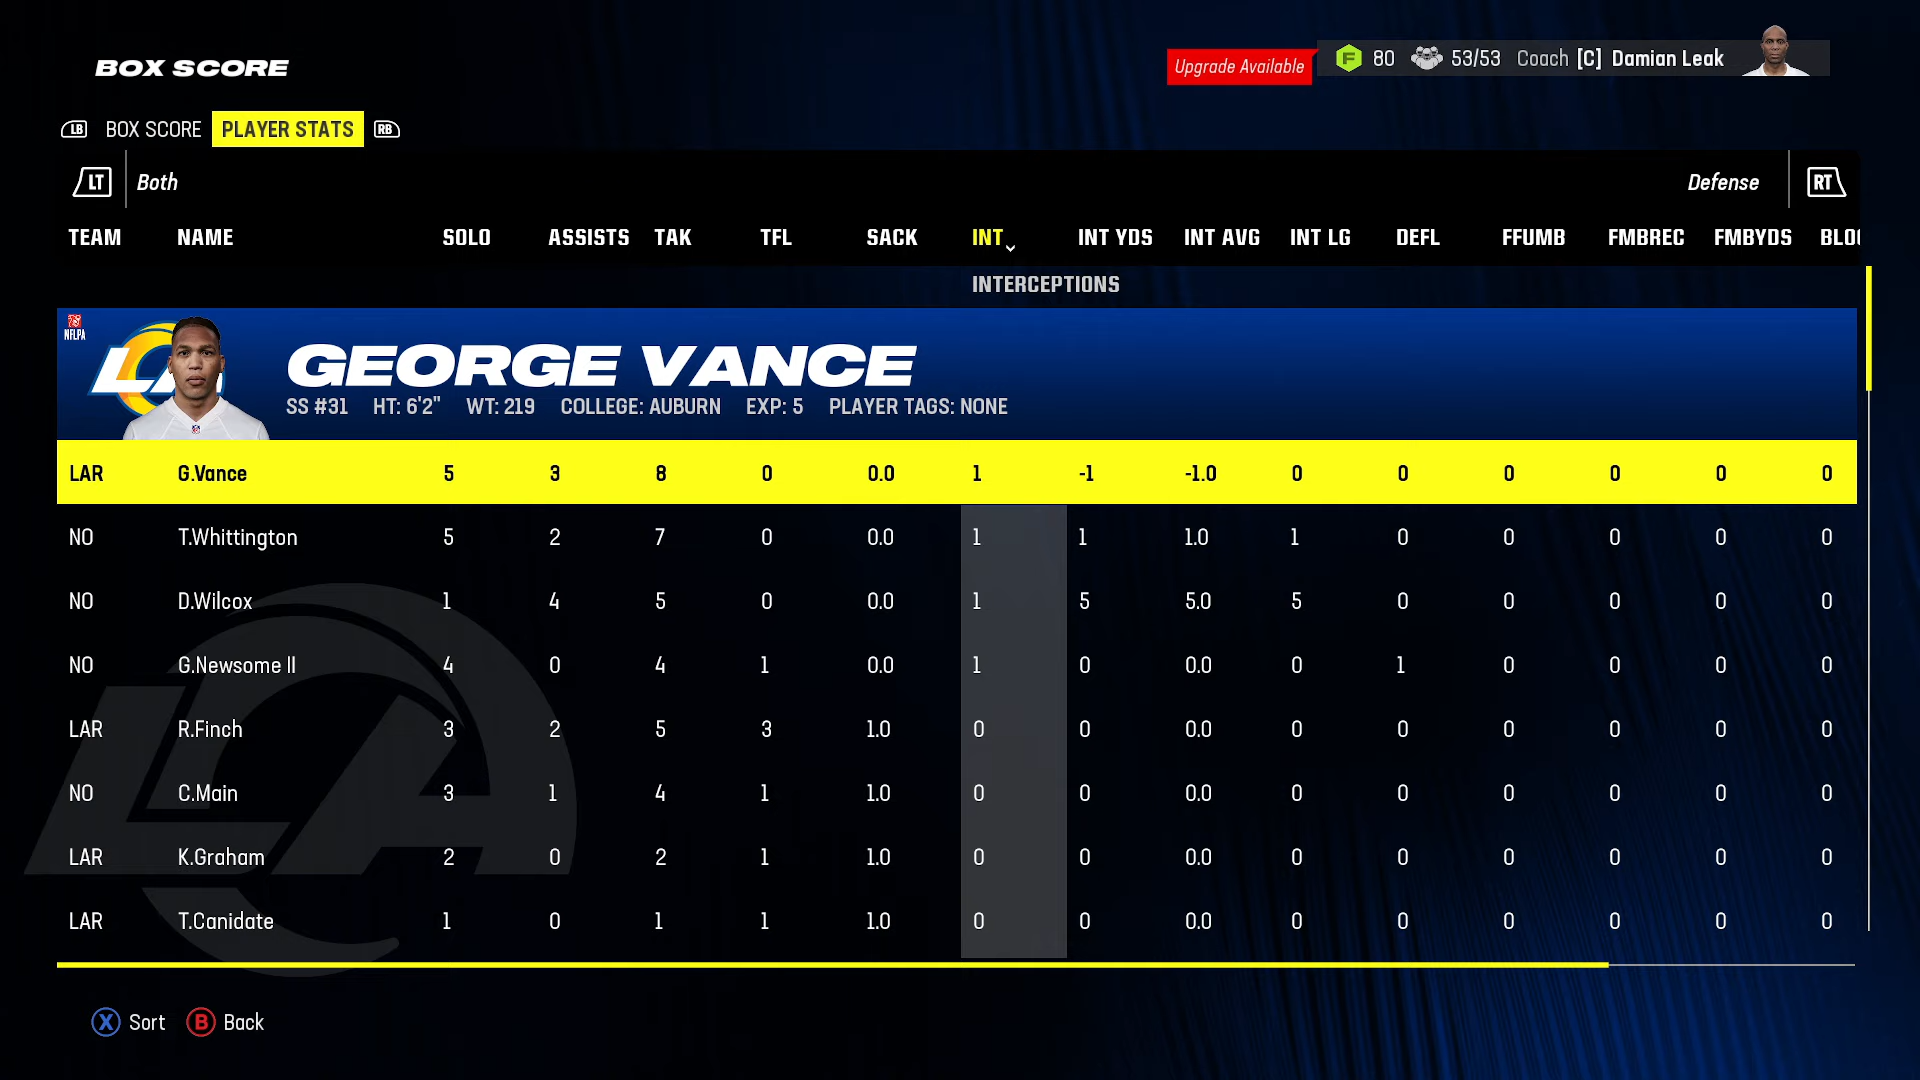 BOX SCORE
Upgrade Available F 80 53/53 Coach [C] Damian Leak
LB BOX SCORE PLAYER STATS RB
LT Both Defense RT
TEAM NAME SOLO ASSISTS TAK TFL SACK INT INT YDS INT AVG INT LG DEFL FFUMB FMBREC FMBYDS BLO
INTERCEPTIONS
NFLPA
LA
GEORGE VANCE
SS #31 HT: 6'2" WT: 219 COLLEGE: AUBURN EXP: 5 PLAYER TAGS: NONE
LAR G.Vance 5 3 8 0 0.0 1 -1 -1.0 0 0 0 0 0 0
NO T.Whittington 5 2 7 0 0.0 1 1 1.0 1 0 0 0 0 0
NO D.Wilcox 1 4 5 0 0.0 1 5 5.0 5 0 0 0 0 0
NO G.Newsome II 4 0 4 1 0.0 1 0 0.0 0 1 0 0 0 0
LAR R.Finch 3 2 5 3 1.0 0 0 0.0 0 0 0 0 0 0
NO C.Main 3 1 4 1 1.0 0 0 0.0 0 0 0 0 0 0
LAR K.Graham 2 0 2 1 1.0 0 0 0.0 0 0 0 0 0 0
LAR T.Canidate 1 0 1 1 1.0 0 0 0.0 0 0 0 0 0 0
X Sort B Back